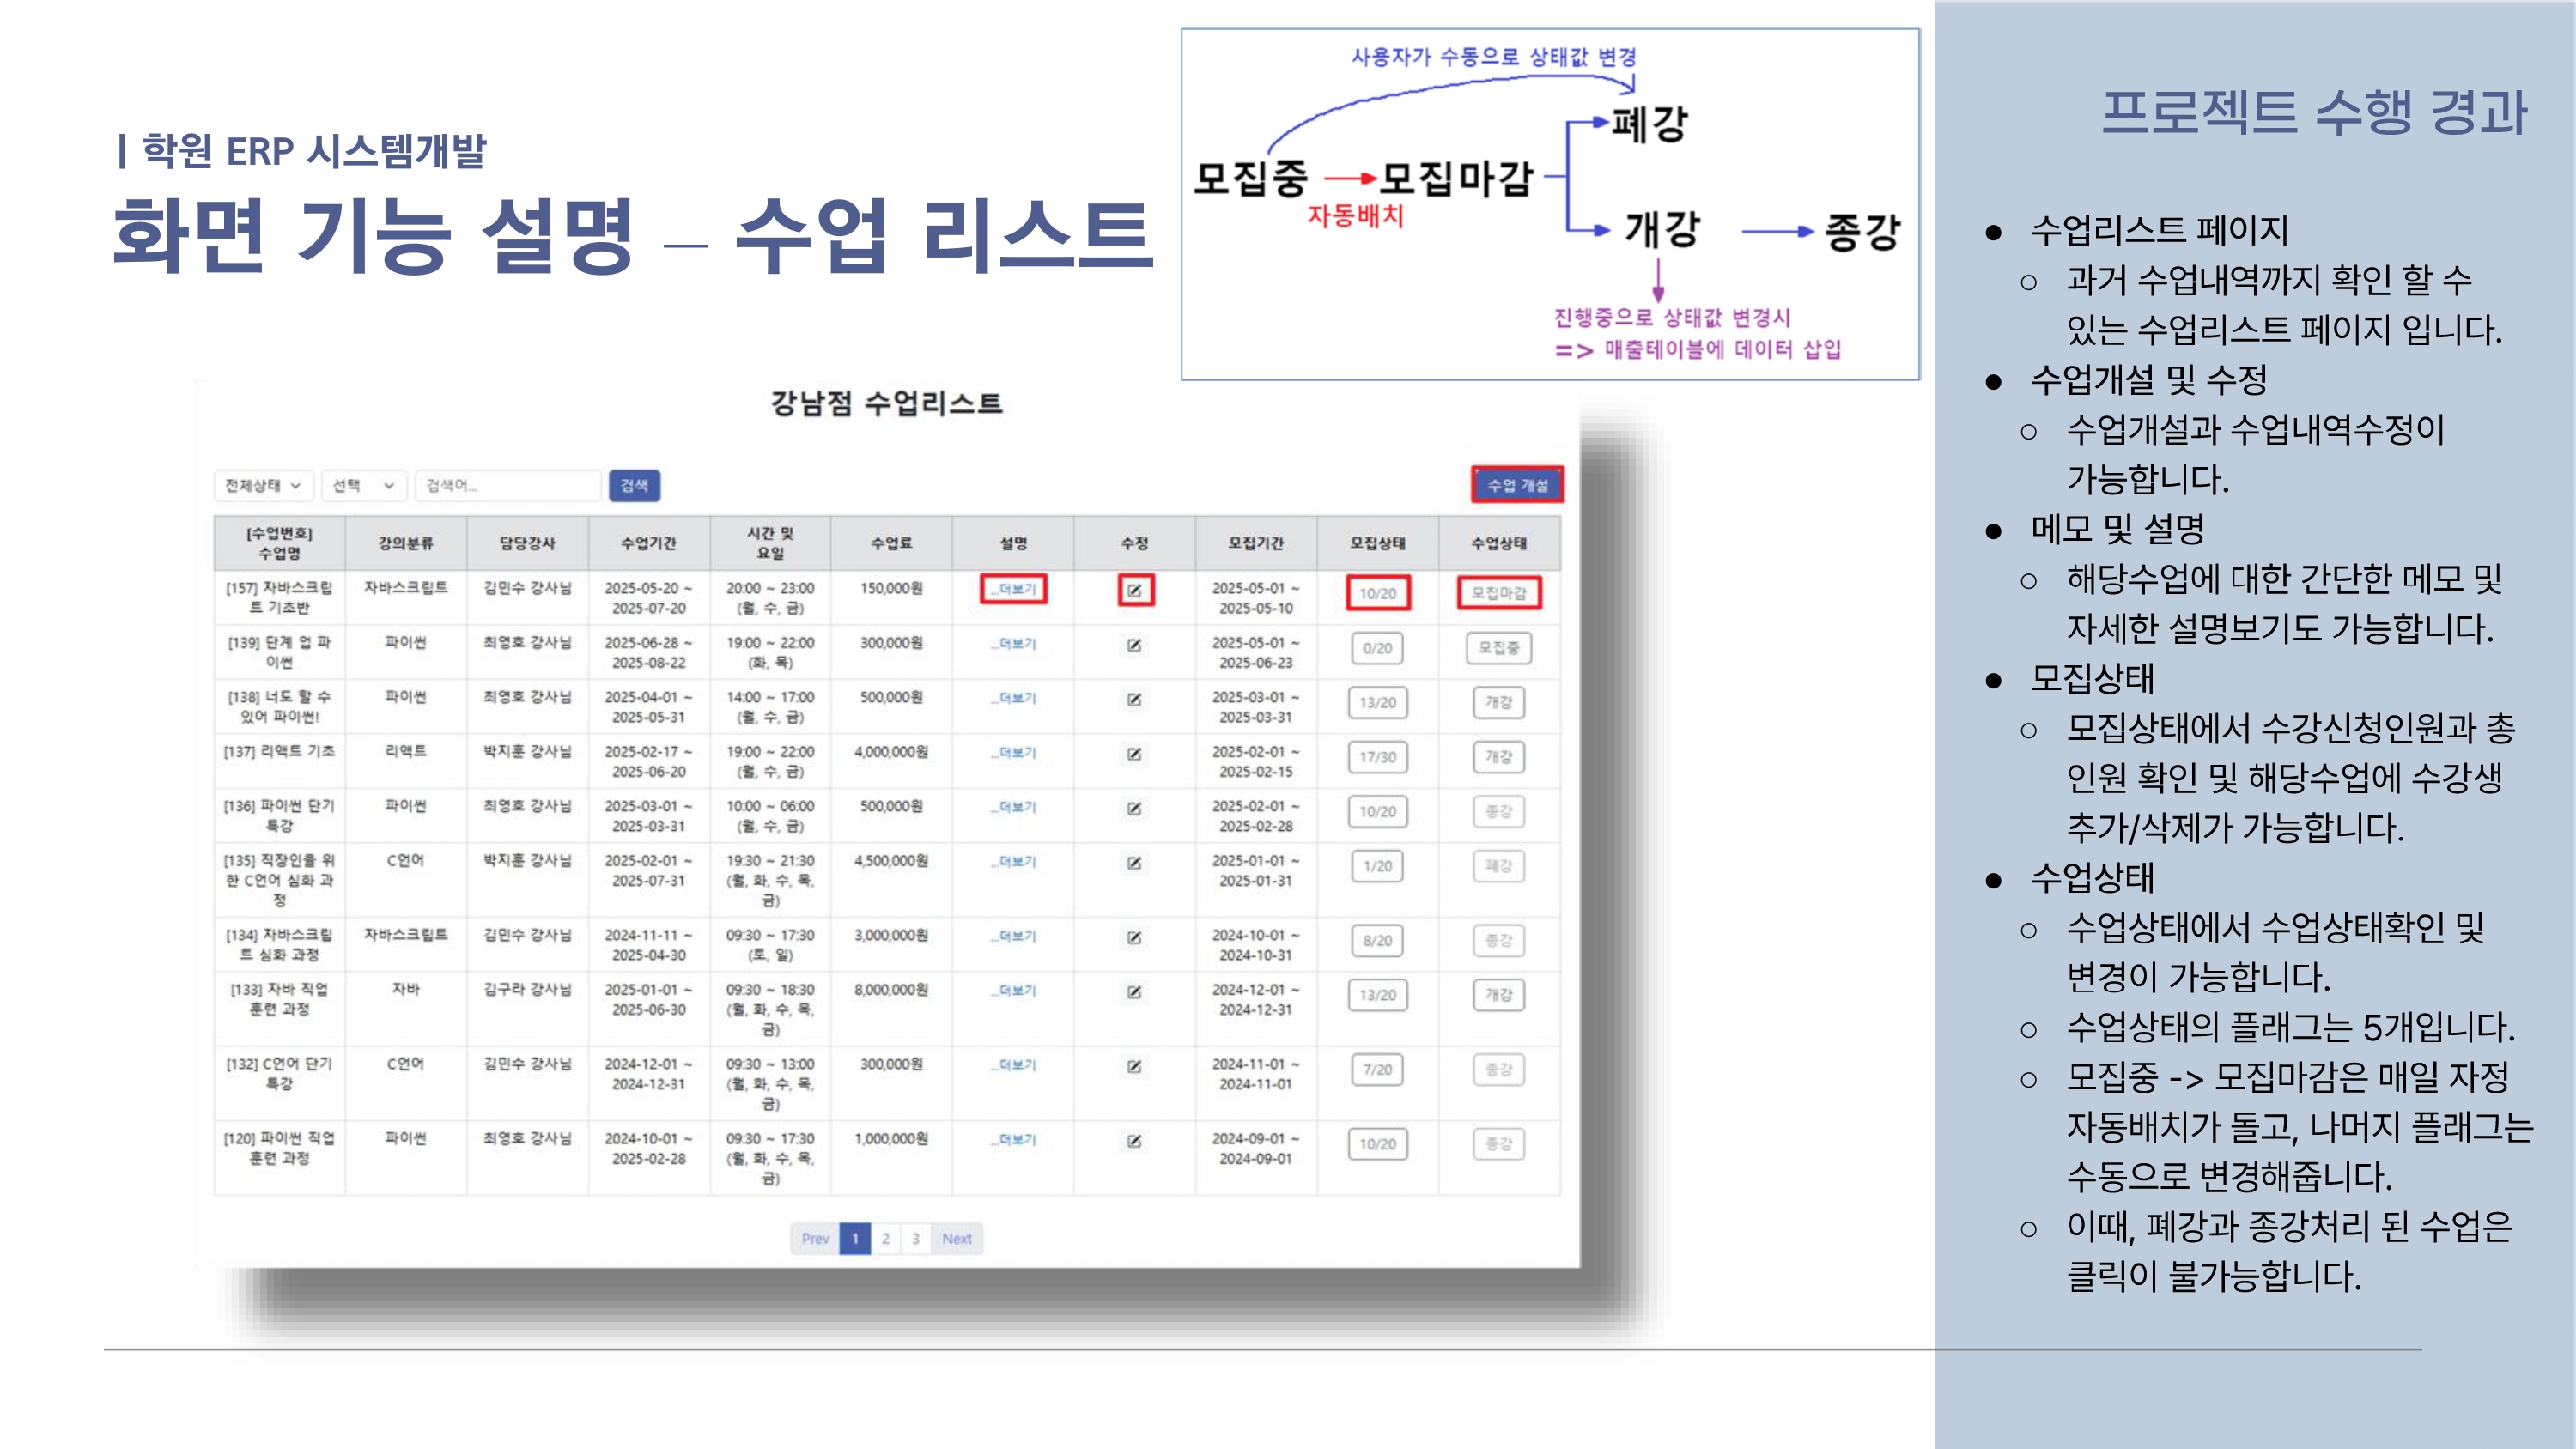 | 학원 ERP 시스템개발
화면 기능 설명 – 수업 리스트
사용자가 수동으로 상태값 변경
폐강
모집중
모집마감
자동배치
개강
종강
진행중으로 상태값 변경시
=> 매출테이블에 데이터 삽입
강남점 수업리스트
전체상태 선택 검색어... 검색 수업 개설
[수업번호] 수업명 강의분류 담당강사 수업기간 시간 및 요일 수업료 설명 수정 모집기간 모집상태 수업상태
[157] 자바스크립트 기초반 자바스크립트 김민수 강사님 2025-05-20 ~ 2025-07-20 20:00 ~ 23:00 (월, 수, 금) 150,000원 ...더보기 2025-05-01 ~ 2025-05-10 10/20 모집마감
[139] 단계 업 파이썬 파이썬 최영호 강사님 2025-06-28 ~ 2025-08-22 19:00 ~ 22:00 (화, 목) 300,000원 ...더보기 2025-05-01 ~ 2025-06-23 0/20 모집중
[138] 너도 할 수 있어 파이썬! 파이썬 최영호 강사님 2025-04-01 ~ 2025-05-31 14:00 ~ 17:00 (월, 수, 금) 500,000원 ...더보기 2025-03-01 ~ 2025-03-31 13/20 개강
[137] 리액트 기초 리액트 박지훈 강사님 2025-02-17 ~ 2025-06-20 19:00 ~ 22:00 (월, 수, 금) 4,000,000원 ...더보기 2025-02-01 ~ 2025-02-15 17/30 개강
[136] 파이썬 단기 특강 파이썬 최영호 강사님 2025-03-01 ~ 2025-03-31 10:00 ~ 06:00 (월, 수, 금) 500,000원 ...더보기 2025-02-01 ~ 2025-02-28 10/20 종강
[135] 직장인을 위한 C언어 심화 과정 C언어 박지훈 강사님 2025-02-01 ~ 2025-07-31 19:30 ~ 21:30 (월, 화, 수, 목, 금) 4,500,000원 ...더보기 2025-01-01 ~ 2025-01-31 1/20 폐강
[134] 자바스크립트 심화 과정 자바스크립트 김민수 강사님 2024-11-11 ~ 2025-04-30 09:30 ~ 17:30 (토, 일) 3,000,000원 ...더보기 2024-10-01 ~ 2024-10-31 8/20 종강
[133] 자바 직업 훈련 과정 자바 김구라 강사님 2025-01-01 ~ 2025-06-30 09:30 ~ 18:30 (월, 화, 수, 목, 금) 8,000,000원 ...더보기 2024-12-01 ~ 2024-12-31 13/20 개강
[132] C언어 단기 특강 C언어 김민수 강사님 2024-12-01 ~ 2024-12-31 09:30 ~ 13:00 (월, 화, 수, 목, 금) 300,000원 ...더보기 2024-11-01 ~ 2024-11-01 7/20 종강
[120] 파이썬 직업 훈련 과정 파이썬 최영호 강사님 2024-10-01 ~ 2025-02-28 09:30 ~ 17:30 (월, 화, 수, 목, 금) 1,000,000원 ...더보기 2024-09-01 ~ 2024-09-01 10/20 종강
Prev 1 2 3 Next
프로젝트 수행 경과
● 수업리스트 페이지
○ 과거 수업내역까지 확인 할 수
있는 수업리스트 페이지 입니다.
● 수업개설 및 수정
○ 수업개설과 수업내역수정이
가능합니다.
● 메모 및 설명
○ 해당수업에 대한 간단한 메모 및
자세한 설명보기도 가능합니다.
● 모집상태
○ 모집상태에서 수강신청인원과 총
인원 확인 및 해당수업에 수강생
추가/삭제가 가능합니다.
● 수업상태
○ 수업상태에서 수업상태확인 및
변경이 가능합니다.
○ 수업상태의 플래그는 5개입니다.
○ 모집중 -> 모집마감은 매일 자정
자동배치가 돌고, 나머지 플래그는
수동으로 변경해줍니다.
○ 이때, 폐강과 종강처리 된 수업은
클릭이 불가능합니다.